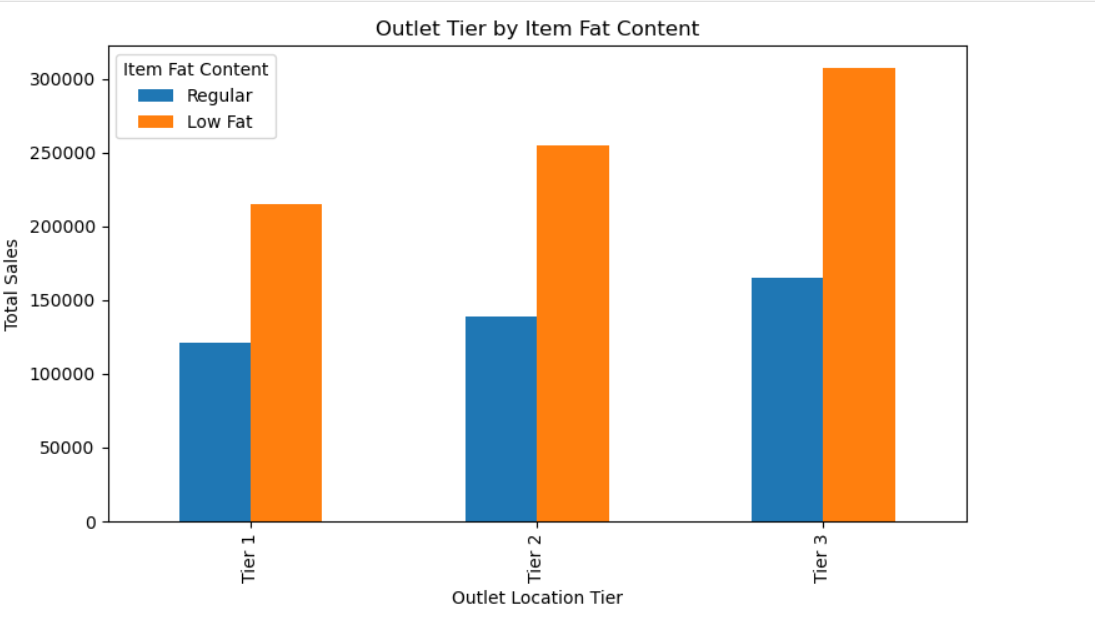 Outlet Tier by Item Fat Content
Item Fat Content
Regular
Low Fat
300000
250000
200000
150000
100000
50000
0
Total Sales
Tier 1
Tier 2
Tier 3
Outlet Location Tier